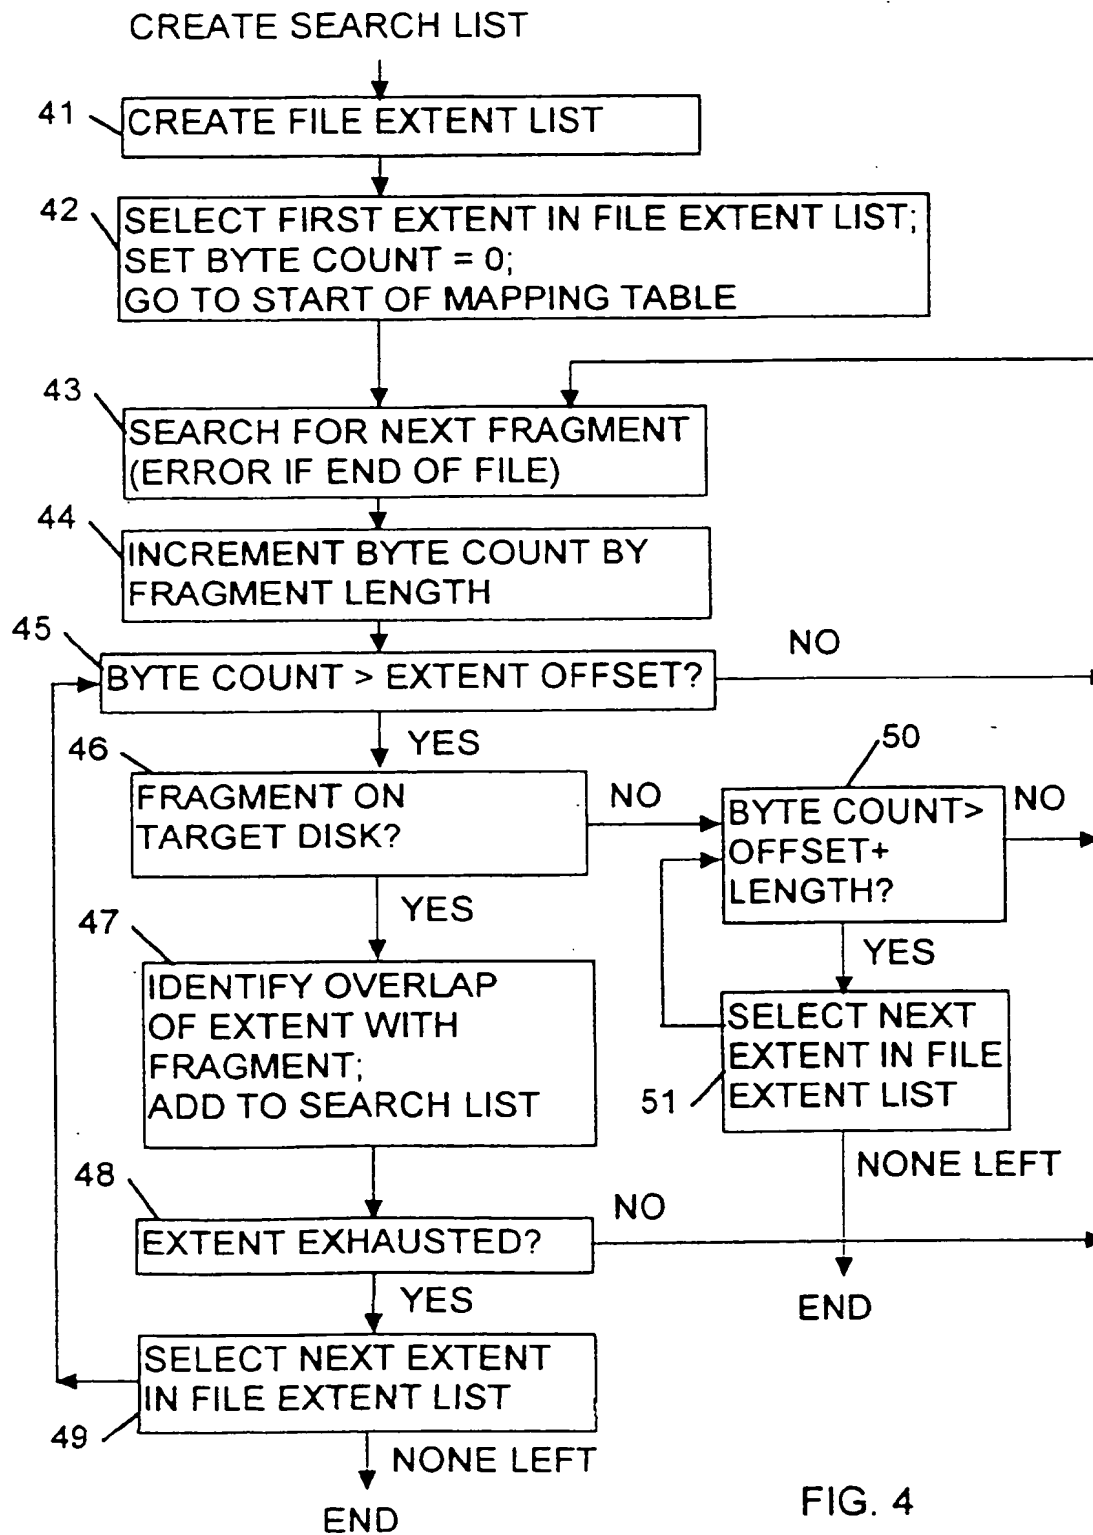 CREATE SEARCH LIST
41
CREATE FILE EXTENT LIST
42
SELECT FIRST EXTENT IN FILE EXTENT LIST;
SET BYTE COUNT = 0;
GO TO START OF MAPPING TABLE
43
SEARCH FOR NEXT FRAGMENT
(ERROR IF END OF FILE)
44
INCREMENT BYTE COUNT BY
FRAGMENT LENGTH
45
BYTE COUNT > EXTENT OFFSET?
NO
YES
46
FRAGMENT ON
TARGET DISK?
NO
50
BYTE COUNT>
OFFSET+
LENGTH?
NO
YES
YES
47
IDENTIFY OVERLAP
OF EXTENT WITH
FRAGMENT;
ADD TO SEARCH LIST
SELECT NEXT
EXTENT IN FILE
EXTENT LIST
51
NONE LEFT
END
48
EXTENT EXHAUSTED?
NO
YES
SELECT NEXT EXTENT
IN FILE EXTENT LIST
49
NONE LEFT
END
FIG. 4